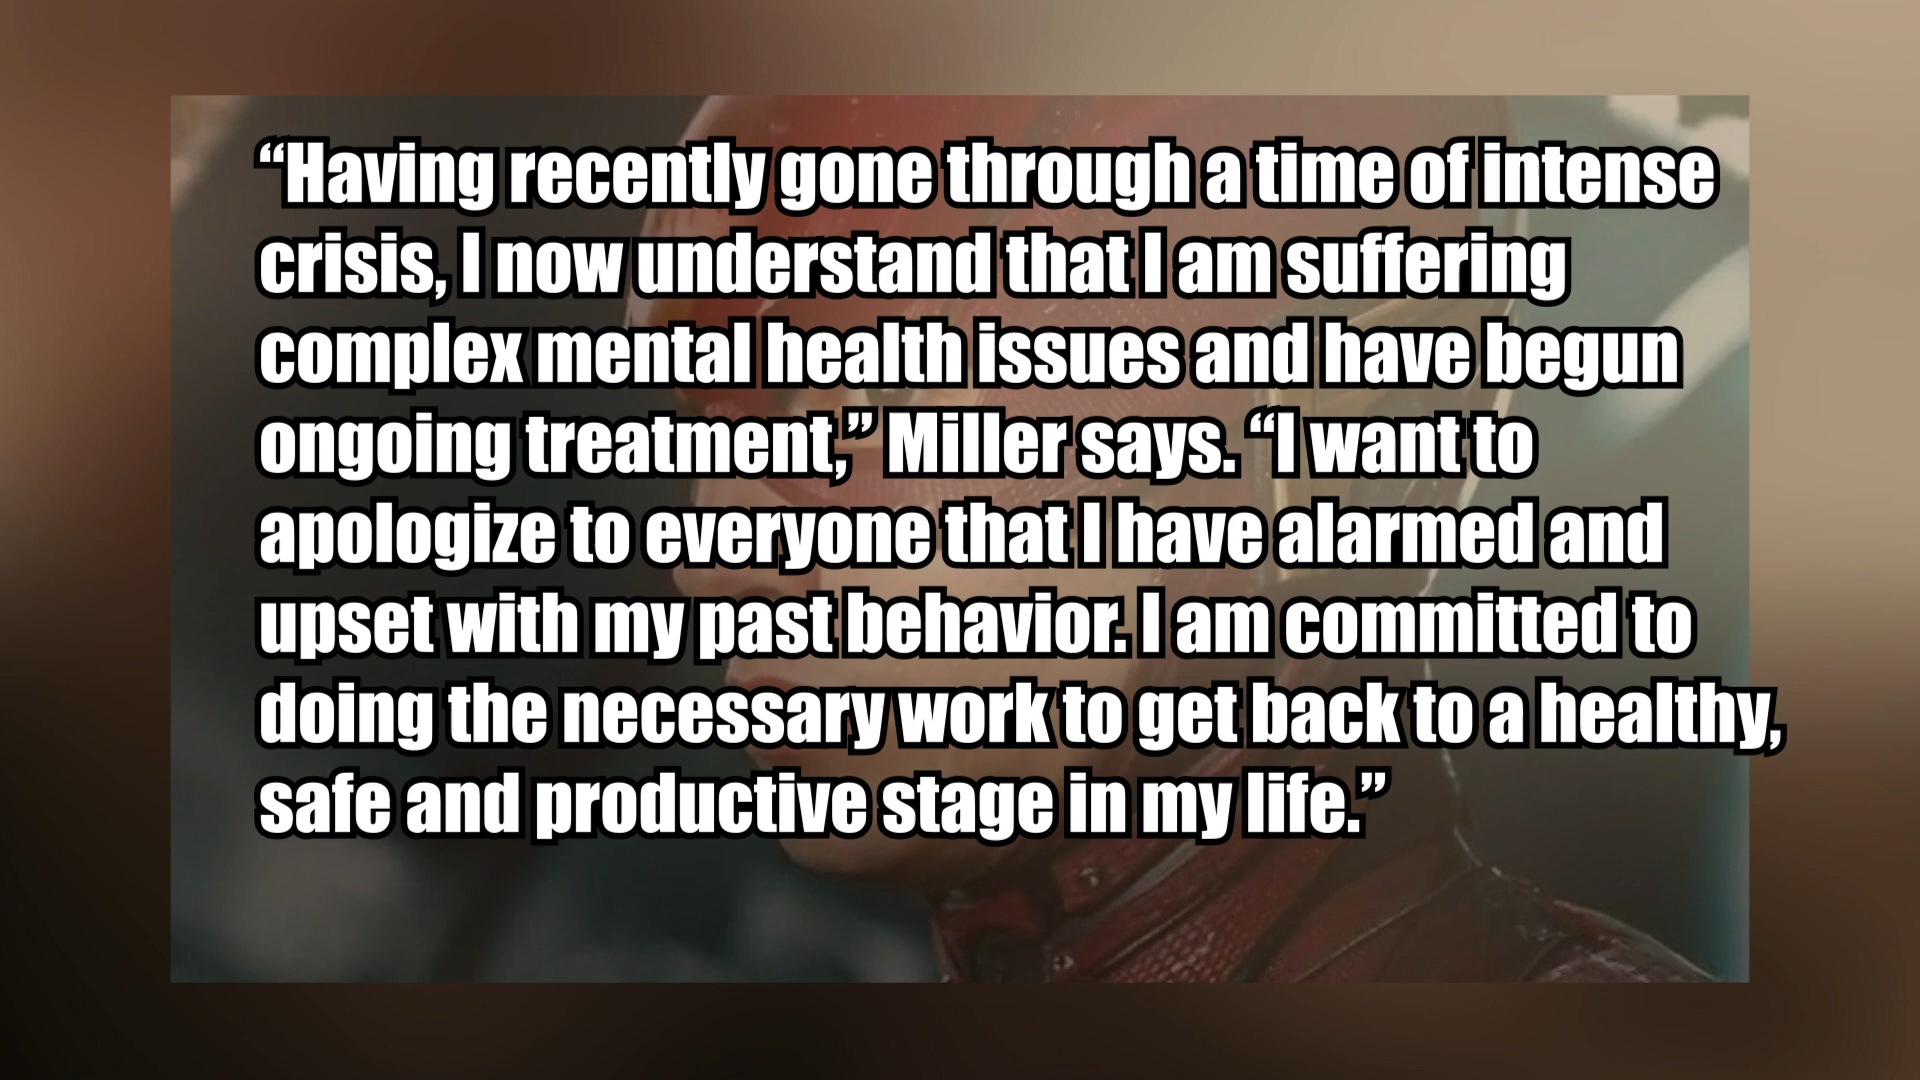 “Having recently gone through a time of intense
crisis, I now understand that I am suffering
complex mental health issues and have begun
ongoing treatment,” Miller says. “I want to
apologize to everyone that I have alarmed and
upset with my past behavior. I am committed to
doing the necessary work to get back to a healthy,
safe and productive stage in my life.”